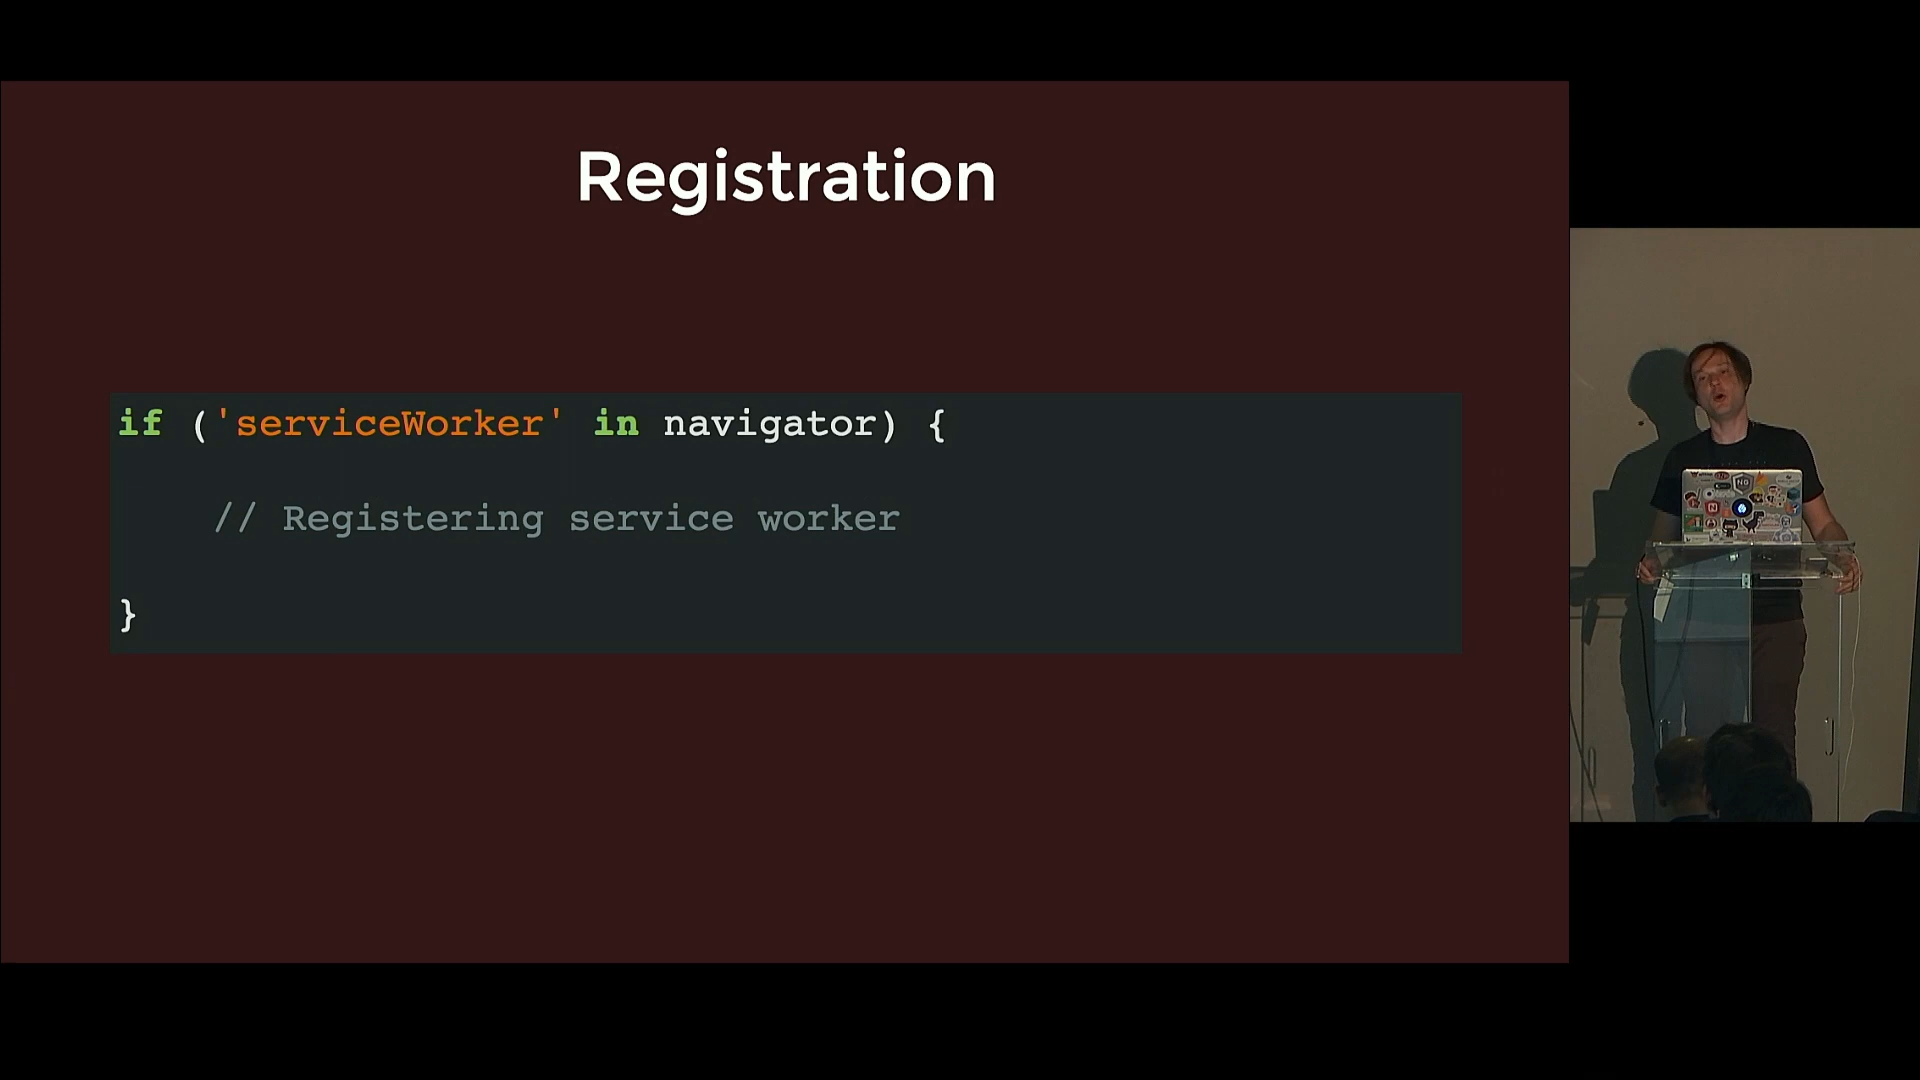 Registration
if ('serviceWorker' in navigator) {
// Registering service worker
}